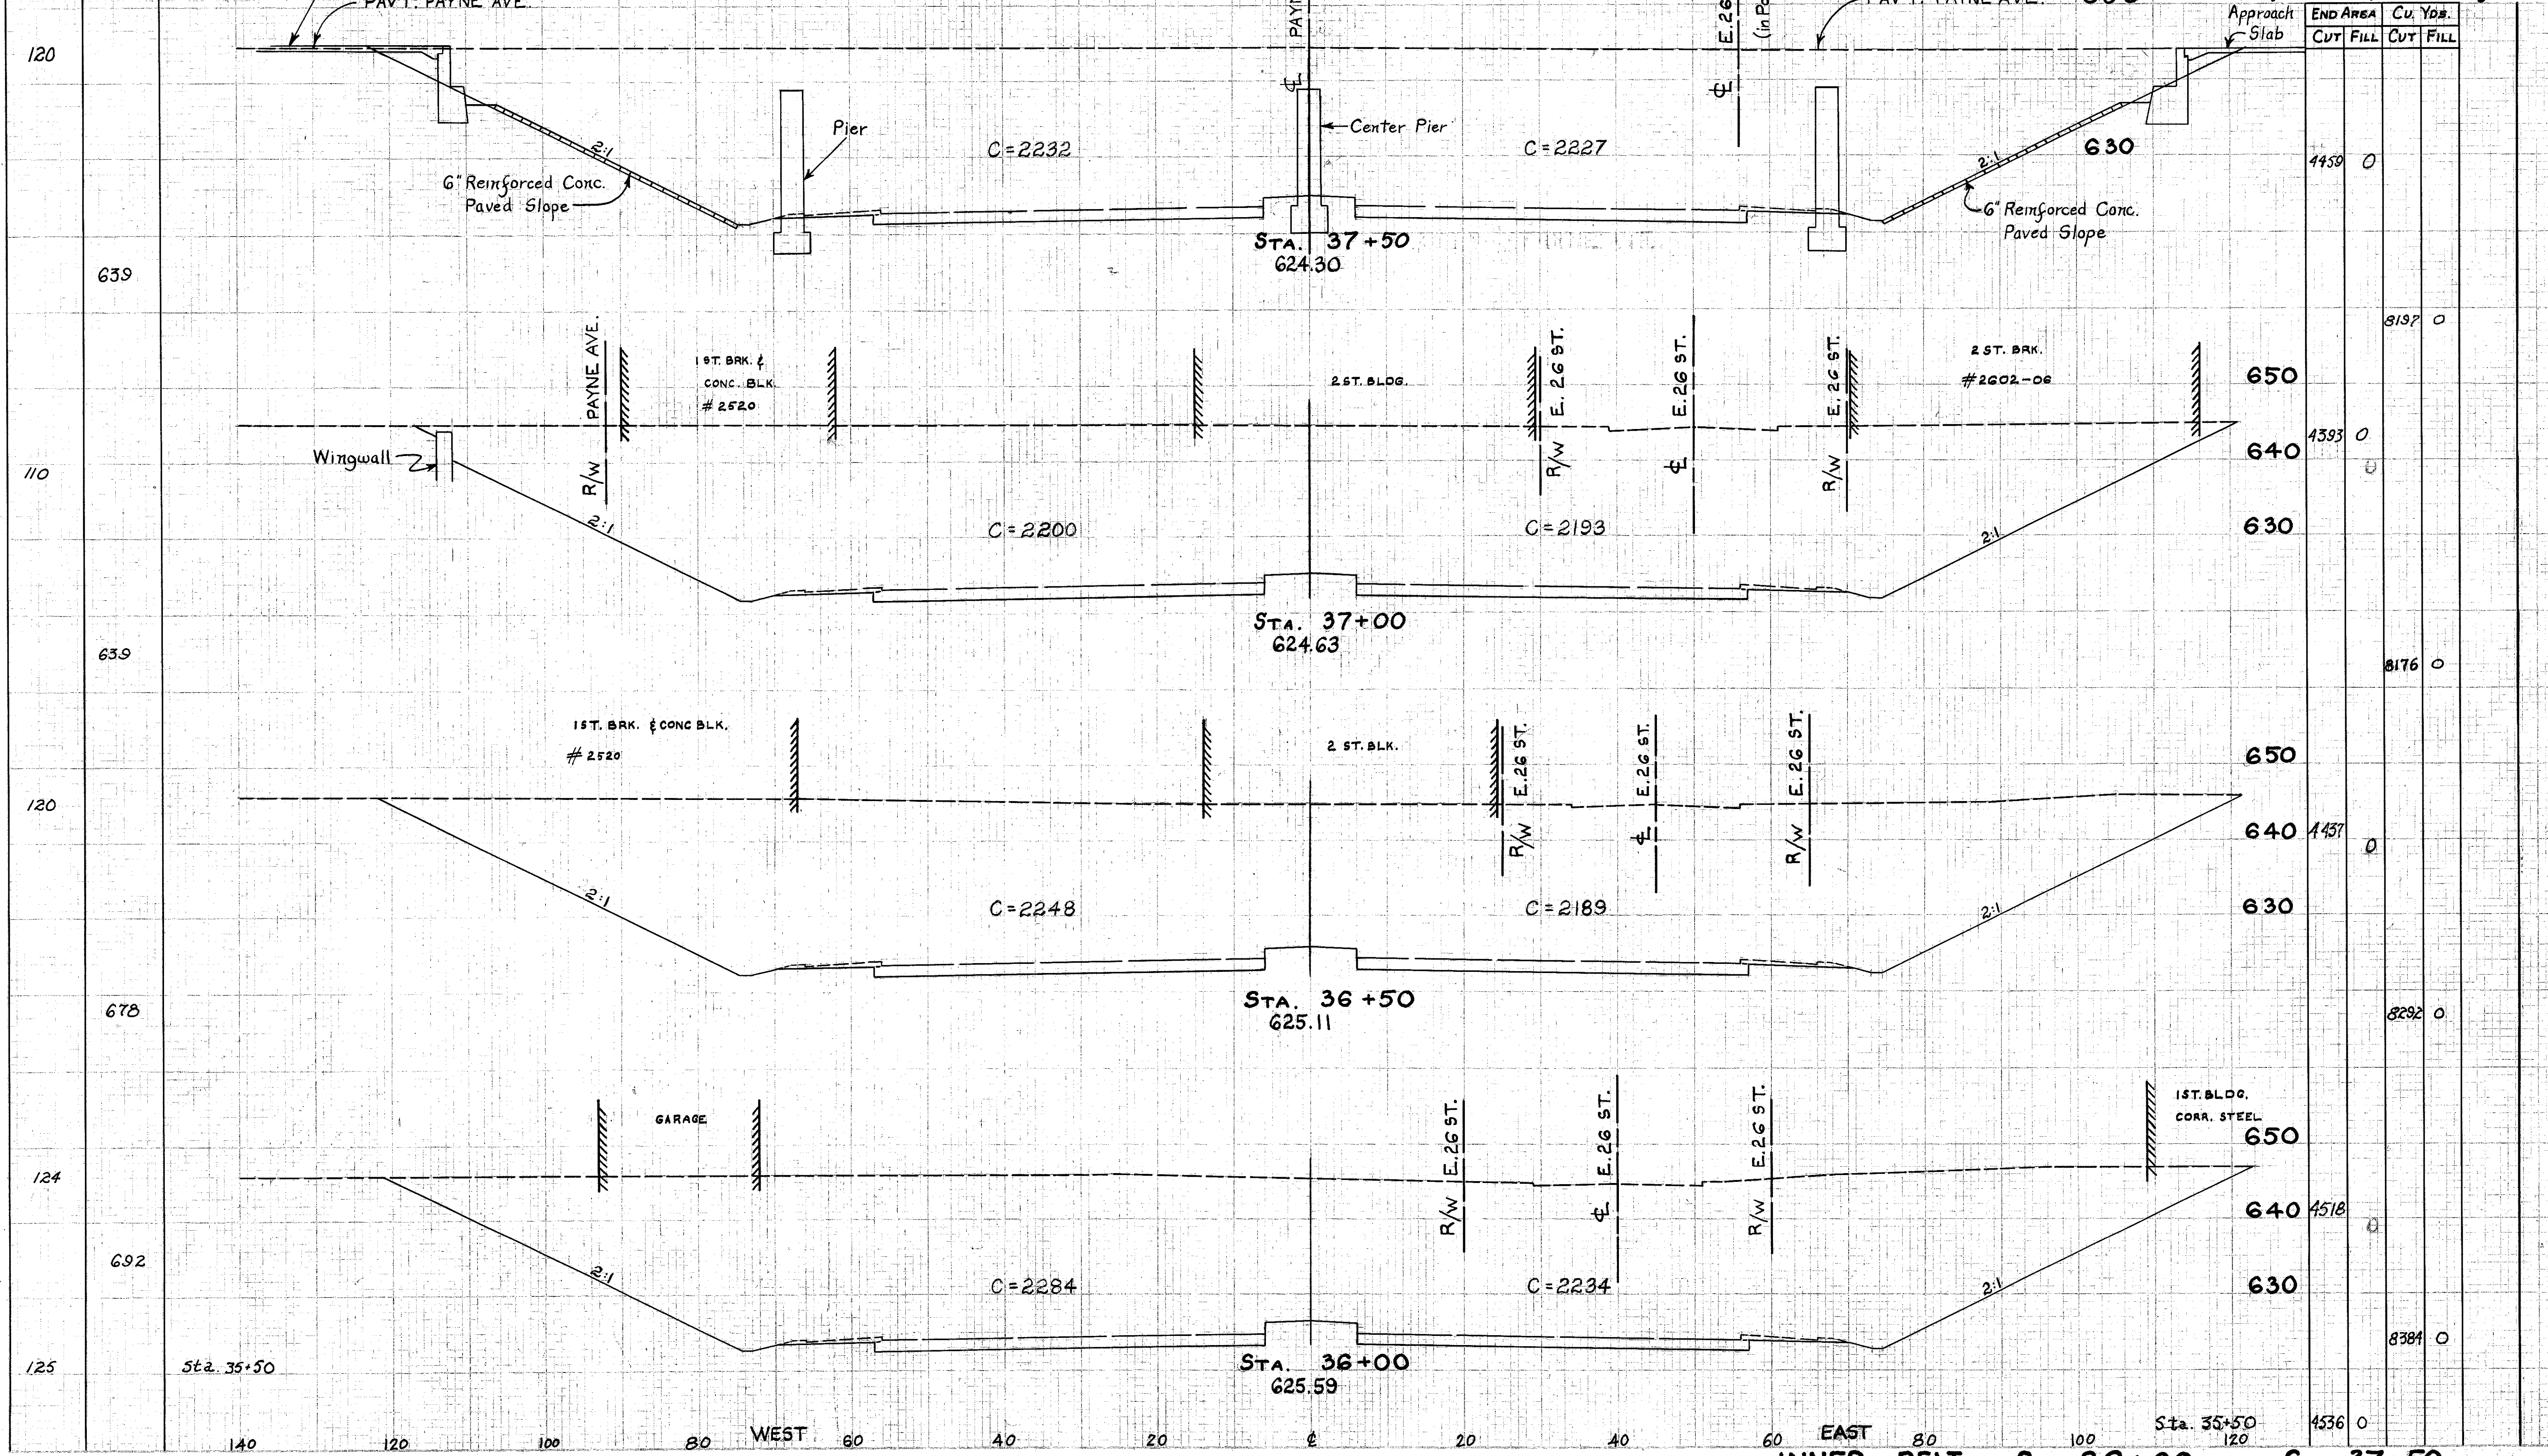 PAV'T. PAYNE AVE.
Approach
Slab
END AREA
CU. YDS.
CUT
FILL
CUT
FILL
120
Pier
Center Pier
C=2232
C=2227
2:1
2:1
630
4459 0
6" Reinforced Conc.
Paved Slope
6" Reinforced Conc.
Paved Slope
STA. 37+50
624.30
639
8197 0
PAYNE AVE.
R/W
1 ST. BRK. &
CONC. BLK.
# 2520
2 ST. BLDG.
E. 26 ST.
R/W
E. 26 ST.
℄
E. 26 ST.
R/W
2 ST. BRK.
#2602-06
650
4393 0
Wingwall
640
0
110
2:1
C=2200
C=2193
2:1
630
STA. 37+00
624.63
639
8176 0
1 ST. BRK. & CONC BLK.
# 2520
2 ST. BLK.
E. 26 ST.
R/W
E. 26 ST.
℄
E. 26 ST.
R/W
650
120
640
4437
0
2:1
C=2248
C=2189
2:1
630
STA. 36+50
625.11
678
8292 0
GARAGE
E. 26 ST.
R/W
E. 26 ST.
℄
E. 26 ST.
R/W
1 ST. BLDG.
CORR. STEEL
650
124
640
4518
0
692
2:1
C=2284
C=2234
2:1
630
8384 0
125
Sta. 35+50
STA. 36+00
625.59
Sta. 35+50
4536 0
WEST
EAST
140 120 100 80 60 40 20 ℄ 20 40 60 80 100 120